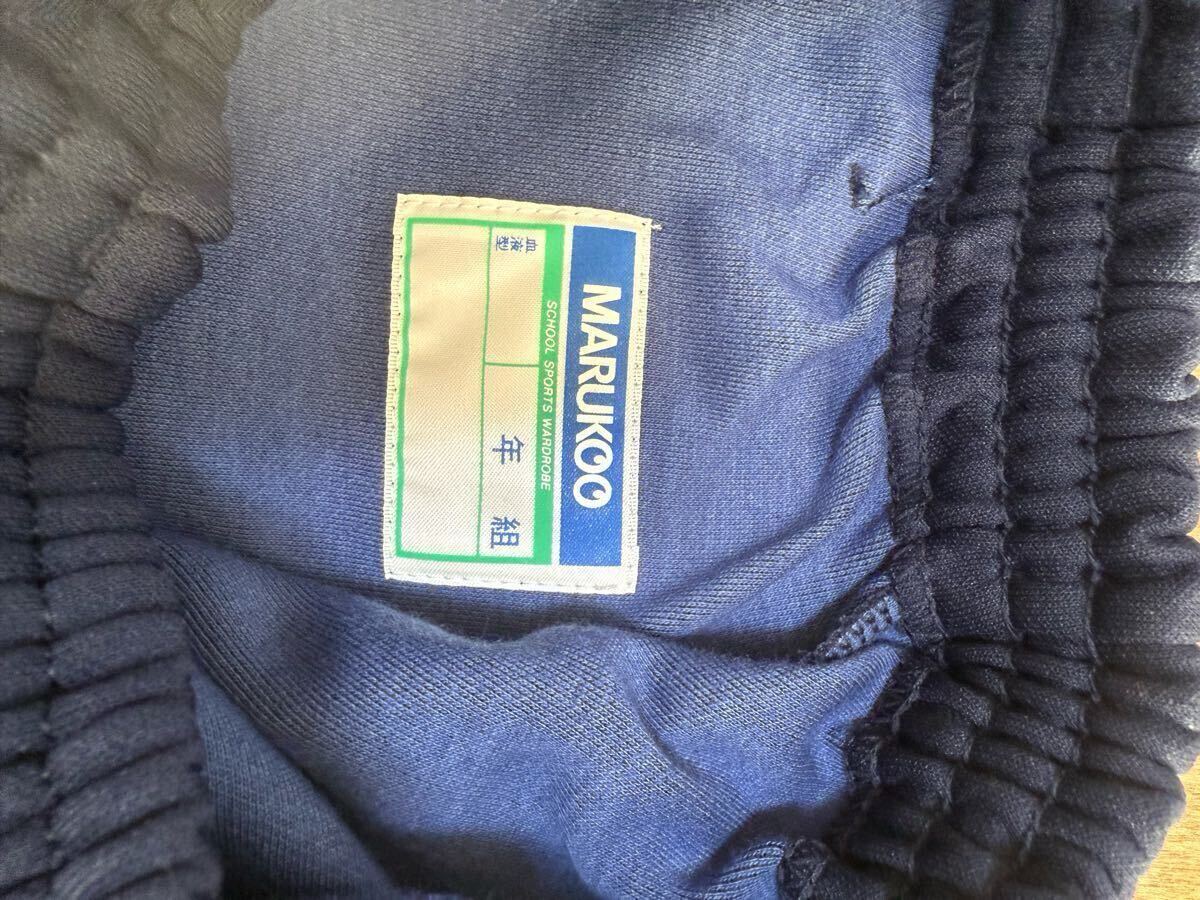 MARUKOO
SCHOOL SPORTS WARDROBE
血液型
年 組